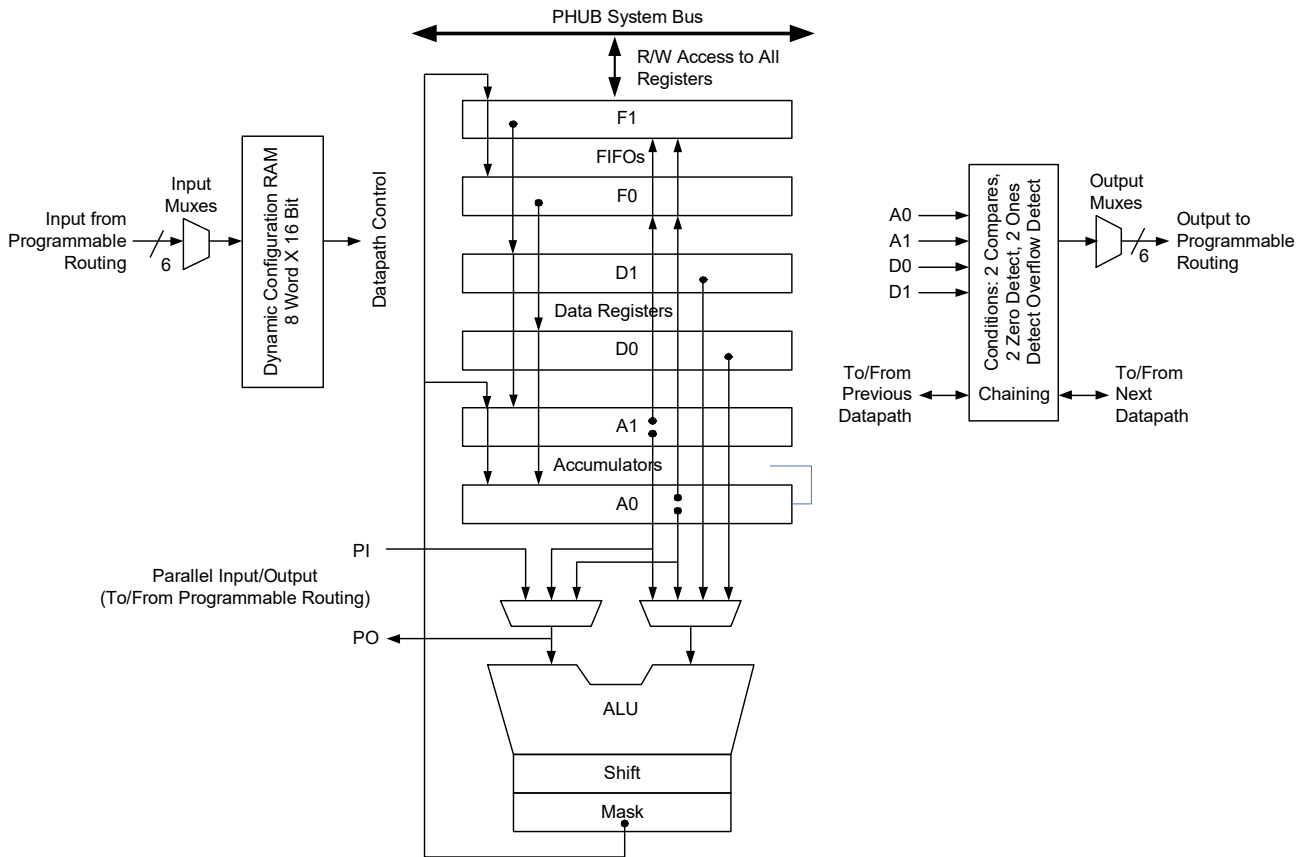 PHUB System Bus
R/W Access to All
Registers
F1
FIFOs
F0
D1
Data Registers
D0
A1
Accumulators
A0
Input from
Programmable
Routing
6
Input
Muxes
Dynamic Configuration RAM
8 Word X 16 Bit
Datapath Control
A0
A1
D0
D1
Conditions: 2 Compares,
2 Zero Detect, 2 Ones
Detect Overflow Detect
Output
Muxes
6
Output to
Programmable
Routing
To/From
Previous
Datapath
Chaining
To/From
Next
Datapath
PI
Parallel Input/Output
(To/From Programmable Routing)
PO
ALU
Shift
Mask